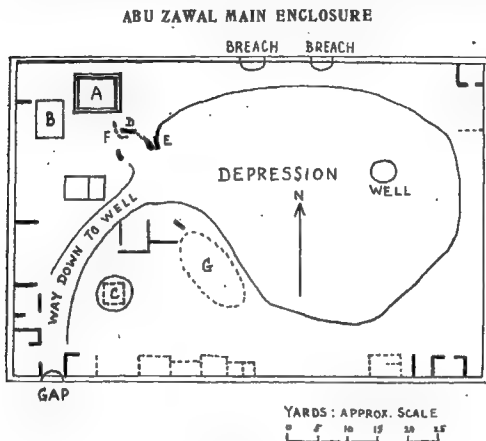 ABU ZAWAL MAIN ENCLOSURE
BREACH BREACH
A
B
D
F E
DEPRESSION
N
WELL
WAY DOWN TO WELL
G
C
GAP
YARDS: APPROX. SCALE
0 5 10 15 20 25